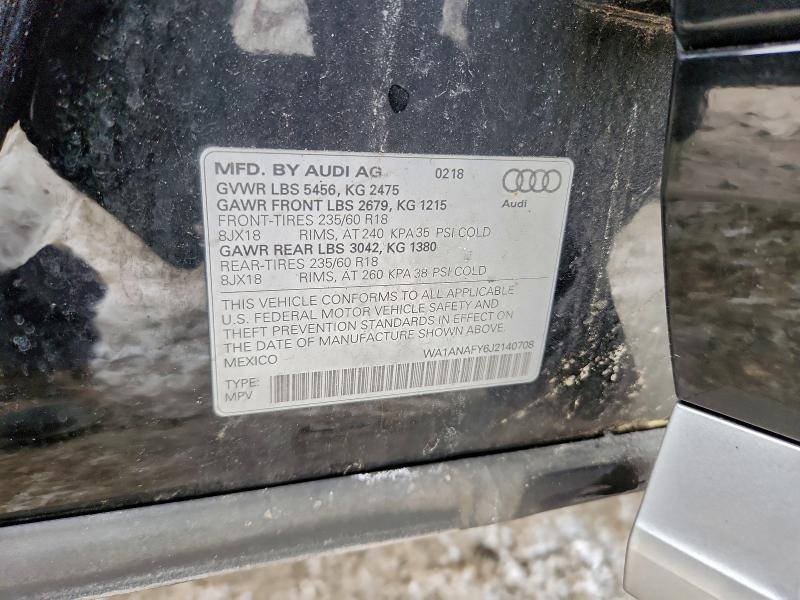 MFD. BY AUDI AG 0218
GVWR LBS 5456, KG 2475
GAWR FRONT LBS 2679, KG 1215
FRONT-TIRES 235/60 R18
8JX18 RIMS, AT 240 KPA 35 PSI COLD
GAWR REAR LBS 3042, KG 1380
REAR-TIRES 235/60 R18
8JX18 RIMS, AT 260 KPA 38 PSI COLD
Audi
THIS VEHICLE CONFORMS TO ALL APPLICABLE
U.S. FEDERAL MOTOR VEHICLE SAFETY AND
THEFT PREVENTION STANDARDS IN EFFECT ON
THE DATE OF MANUFACTURE SHOWN ABOVE.
MEXICO WA1ANAFY6J2140708
TYPE:
MPV